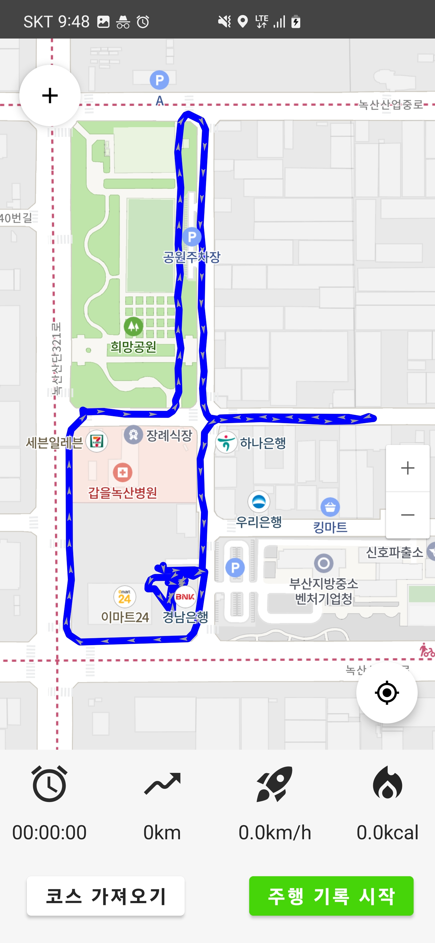 SKT 9:48
LTE
+
P
A
녹산산업중로
40번길
P
공원주차장
녹산산단321로
희망공원
세븐일레븐
7
장례식장
하나은행
갑을녹산병원
+
−
우리은행
킹마트
신호파출소
P
부산지방중소
벤처기업청
24
이마트24
BNK
경남은행
00:00:00
0km
0.0km/h
0.0kcal
코스 가져오기
주행 기록 시작